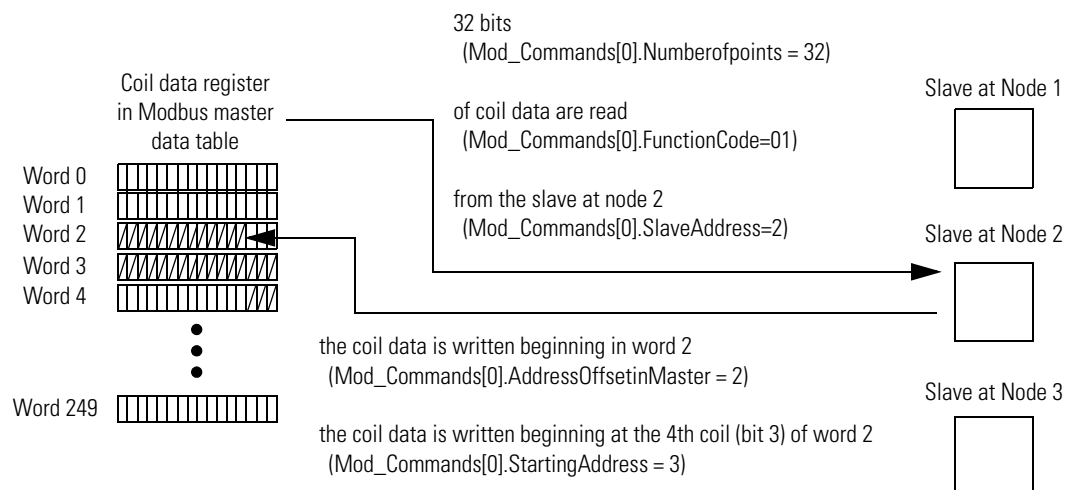 32 bits
(Mod_Commands[0].Numberofpoints = 32)
Coil data register
in Modbus master
data table
of coil data are read
(Mod_Commands[0].FunctionCode=01)
from the slave at node 2
(Mod_Commands[0].SlaveAddress=2)
Slave at Node 1
Word 0
Word 1
Word 2
Word 3
Word 4
Slave at Node 2
the coil data is written beginning in word 2
(Mod_Commands[0].AddressOffsetinMaster = 2)
Word 249
Slave at Node 3
the coil data is written beginning at the 4th coil (bit 3) of word 2
(Mod_Commands[0].StartingAddress = 3)